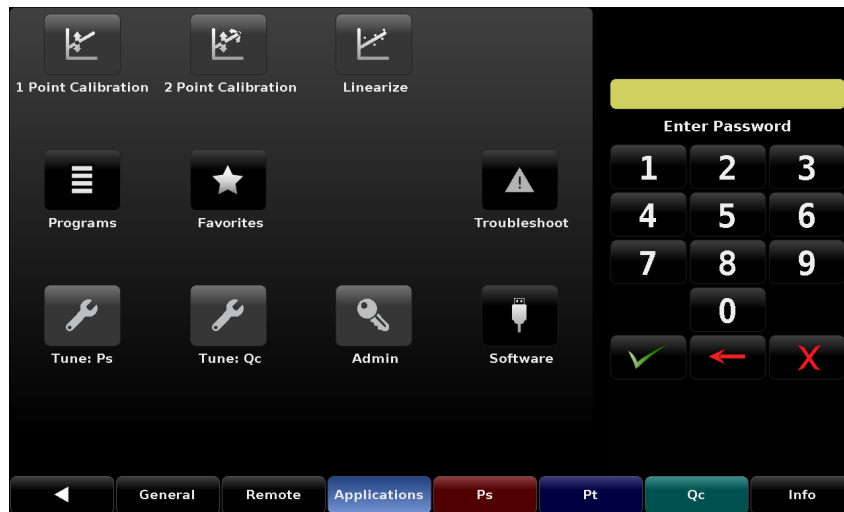 1 Point Calibration
2 Point Calibration
Linearize
Programs
Favorites
Troubleshoot
Tune: Ps
Tune: Qc
Admin
Software
Enter Password
1
2
3
4
5
6
7
8
9
0
X
General
Remote
Applications
Ps
Pt
Qc
Info